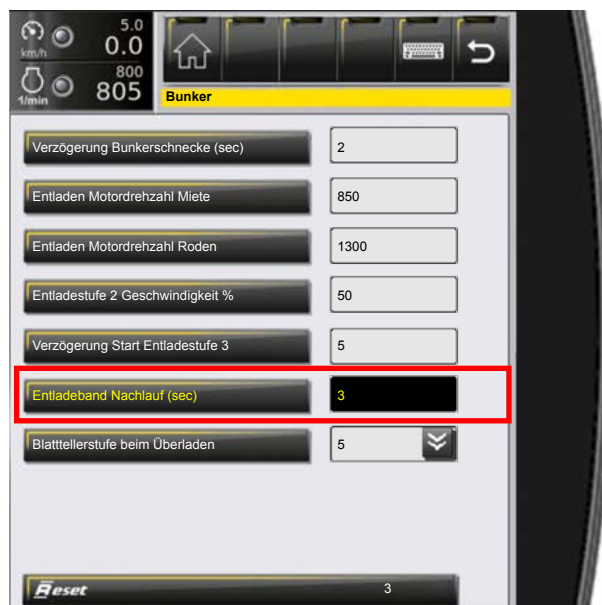 5.0
km/h 0.0
800
1/min 805
Bunker
Verzögerung Bunkerschnecke (sec) 2
Entladen Motordrehzahl Miete 850
Entladen Motordrehzahl Roden 1300
Entladestufe 2 Geschwindigkeit % 50
Verzögerung Start Entladestufe 3 5
Entladeband Nachlauf (sec) 3
Blatttellerstufe beim Überladen 5
Reset 3